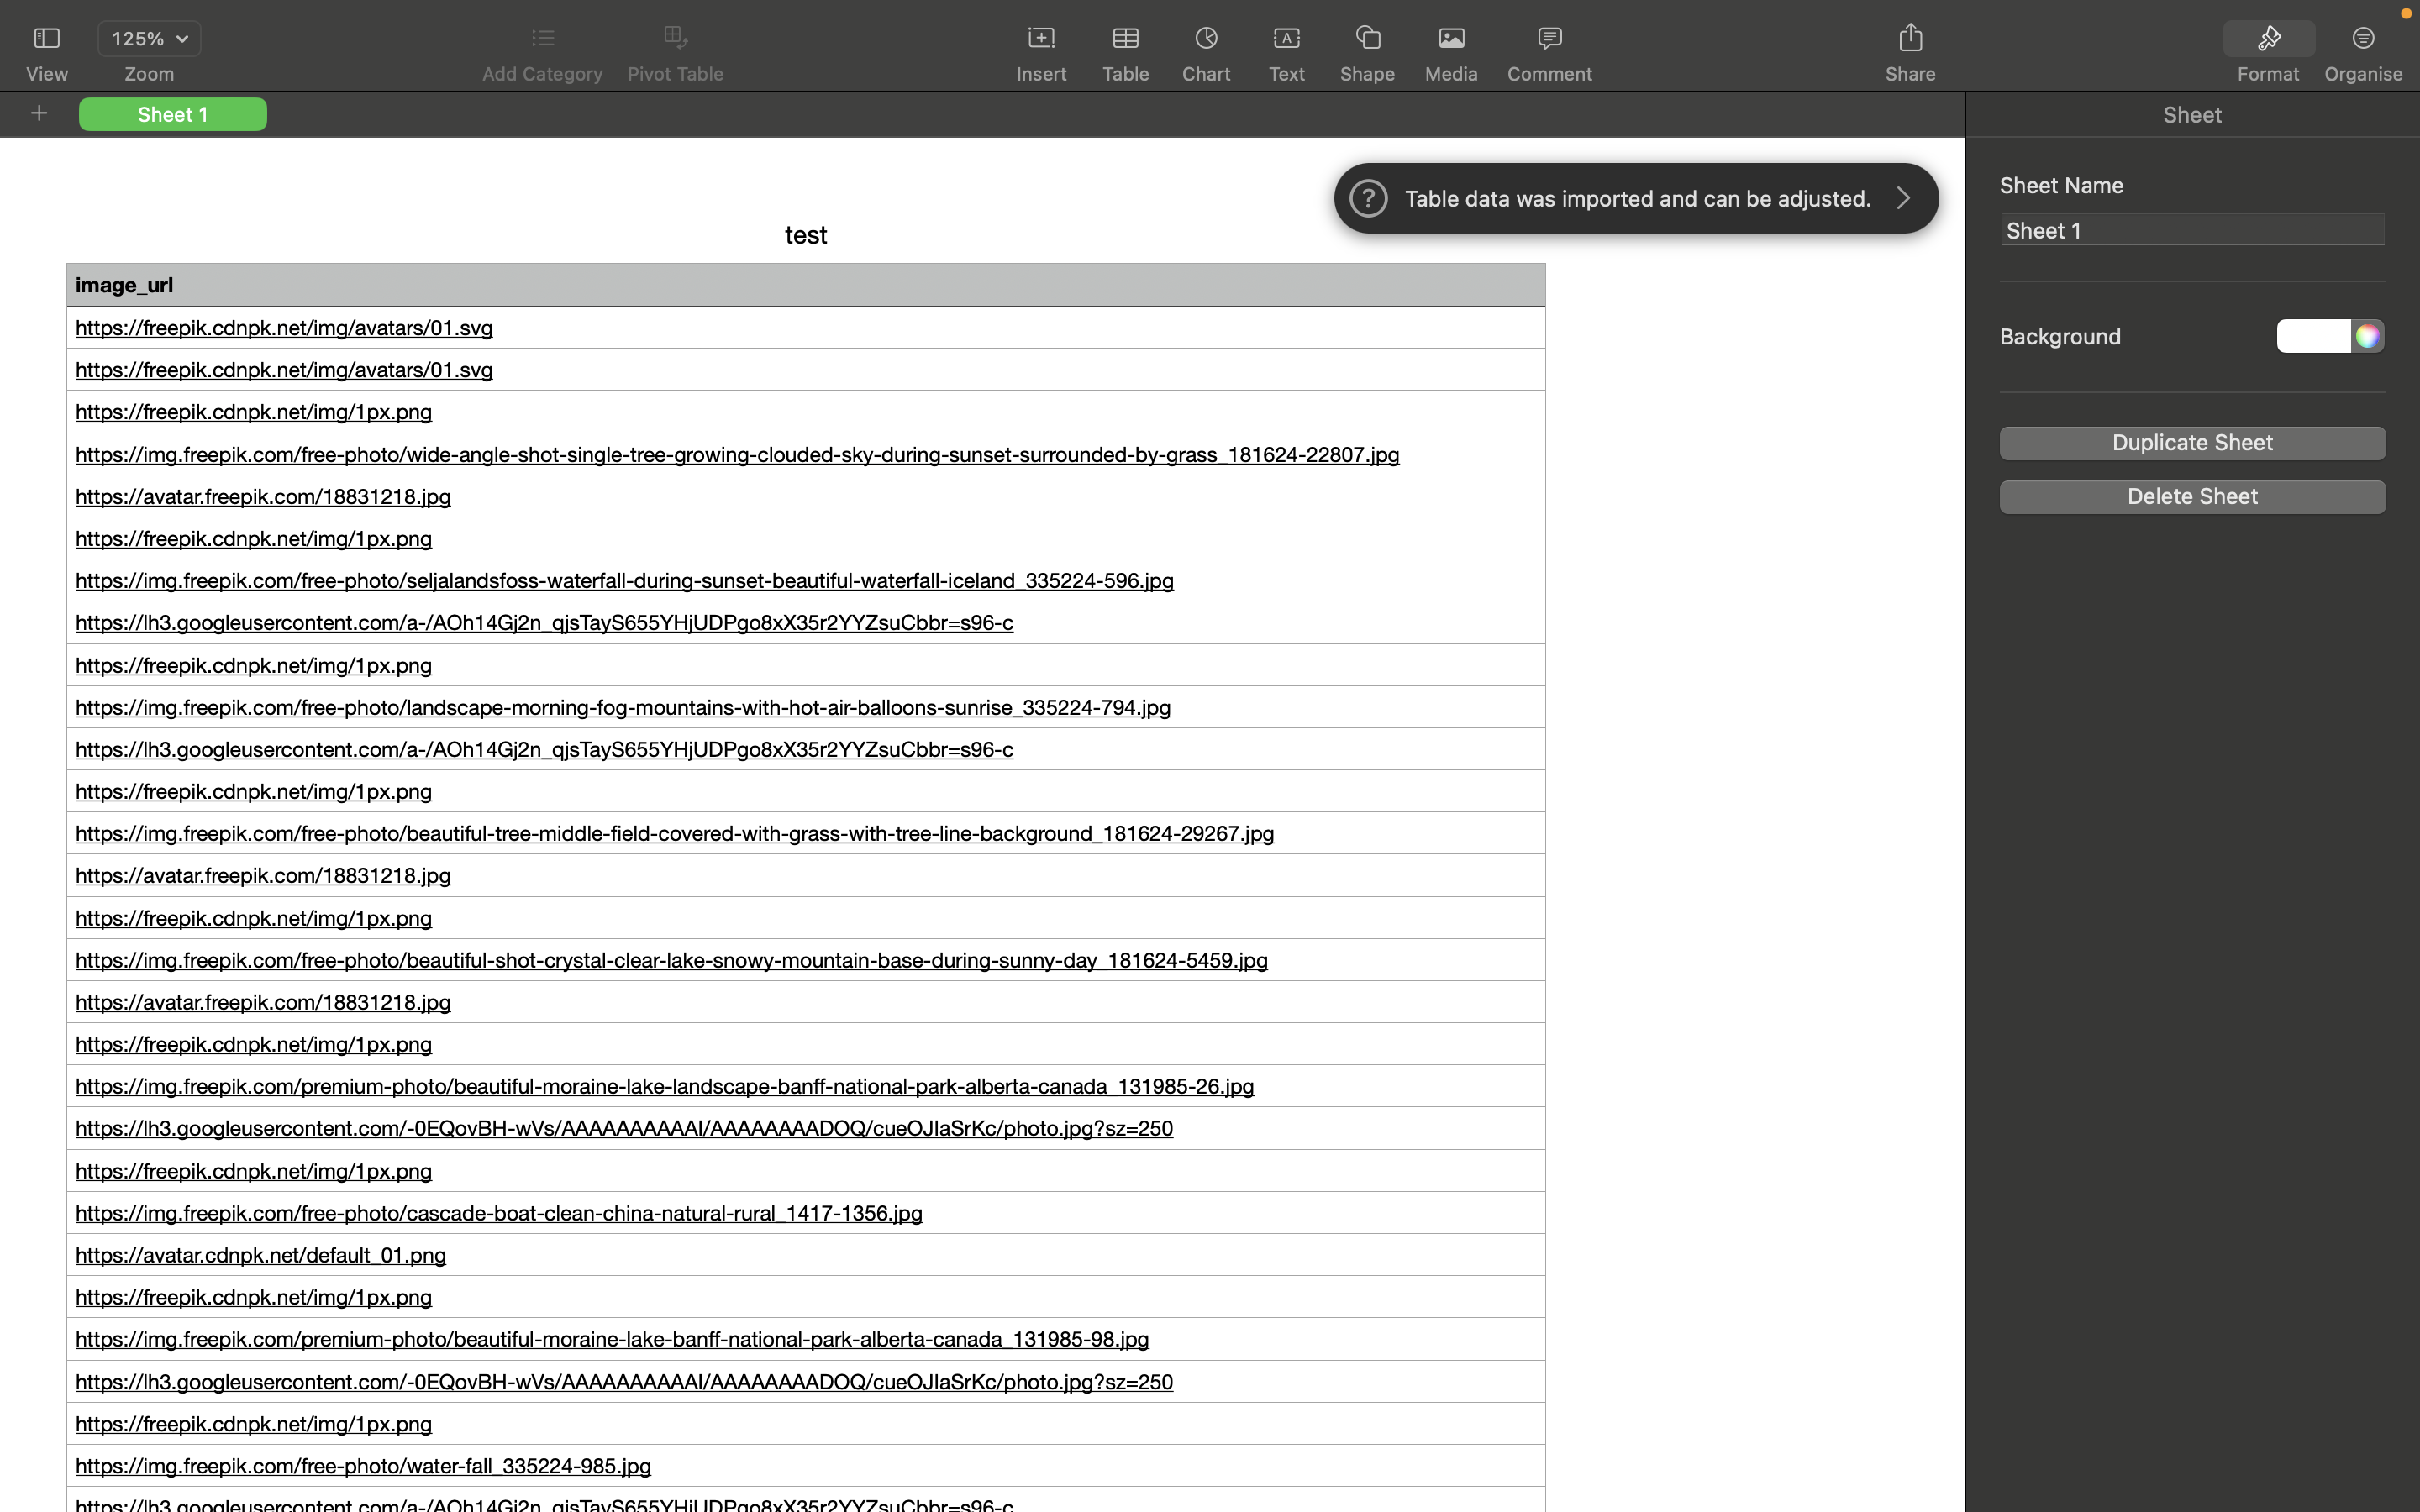 125%
View
Zoom
Add Category
Pivot Table
Insert
Table
Chart
Text
Shape
Media
Comment
Share
Format
Organise
Sheet 1
Sheet
Table data was imported and can be adjusted.
Sheet Name
Sheet 1
Background
Duplicate Sheet
Delete Sheet
test
image_url
https://freepik.cdnpk.net/img/avatars/01.svg
https://freepik.cdnpk.net/img/avatars/01.svg
https://freepik.cdnpk.net/img/1px.png
https://img.freepik.com/free-photo/wide-angle-shot-single-tree-growing-clouded-sky-during-sunset-surrounded-by-grass_181624-22807.jpg
https://avatar.freepik.com/18831218.jpg
https://freepik.cdnpk.net/img/1px.png
https://img.freepik.com/free-photo/seljalandsfoss-waterfall-during-sunset-beautiful-waterfall-iceland_335224-596.jpg
https://lh3.googleusercontent.com/a-/AOh14Gj2n_qjsTayS655YHjUDPgo8xX35r2YYZsuCbbr=s96-c
https://freepik.cdnpk.net/img/1px.png
https://img.freepik.com/free-photo/landscape-morning-fog-mountains-with-hot-air-balloons-sunrise_335224-794.jpg
https://lh3.googleusercontent.com/a-/AOh14Gj2n_qjsTayS655YHjUDPgo8xX35r2YYZsuCbbr=s96-c
https://freepik.cdnpk.net/img/1px.png
https://img.freepik.com/free-photo/beautiful-tree-middle-field-covered-with-grass-with-tree-line-background_181624-29267.jpg
https://avatar.freepik.com/18831218.jpg
https://freepik.cdnpk.net/img/1px.png
https://img.freepik.com/free-photo/beautiful-shot-crystal-clear-lake-snowy-mountain-base-during-sunny-day_181624-5459.jpg
https://avatar.freepik.com/18831218.jpg
https://freepik.cdnpk.net/img/1px.png
https://img.freepik.com/premium-photo/beautiful-moraine-lake-landscape-banff-national-park-alberta-canada_131985-26.jpg
https://lh3.googleusercontent.com/-0EQovBH-wVs/AAAAAAAAAAI/AAAAAAAADOQ/cueOJIaSrKc/photo.jpg?sz=250
https://freepik.cdnpk.net/img/1px.png
https://img.freepik.com/free-photo/cascade-boat-clean-china-natural-rural_1417-1356.jpg
https://avatar.cdnpk.net/default_01.png
https://freepik.cdnpk.net/img/1px.png
https://img.freepik.com/premium-photo/beautiful-moraine-lake-banff-national-park-alberta-canada_131985-98.jpg
https://lh3.googleusercontent.com/-0EQovBH-wVs/AAAAAAAAAAI/AAAAAAAADOQ/cueOJIaSrKc/photo.jpg?sz=250
https://freepik.cdnpk.net/img/1px.png
https://img.freepik.com/free-photo/water-fall_335224-985.jpg
https://lh3.googleusercontent.com/a-/AOh14Gj2n_qjsTayS655YHjUDPgo8xX35r2YYZsuCbbr=s96-c